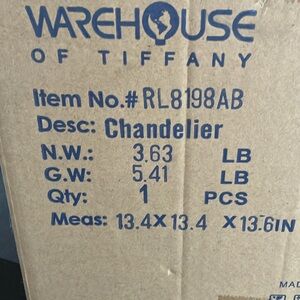 WAREHOUSE
OF TIFFANY
Item No.# RL8198AB
Desc: Chandelier
N.W.: 3.63 LB
G.W: 5.41 LB
Qty: 1 PCS
Meas: 13.4X13.4 X13.6IN